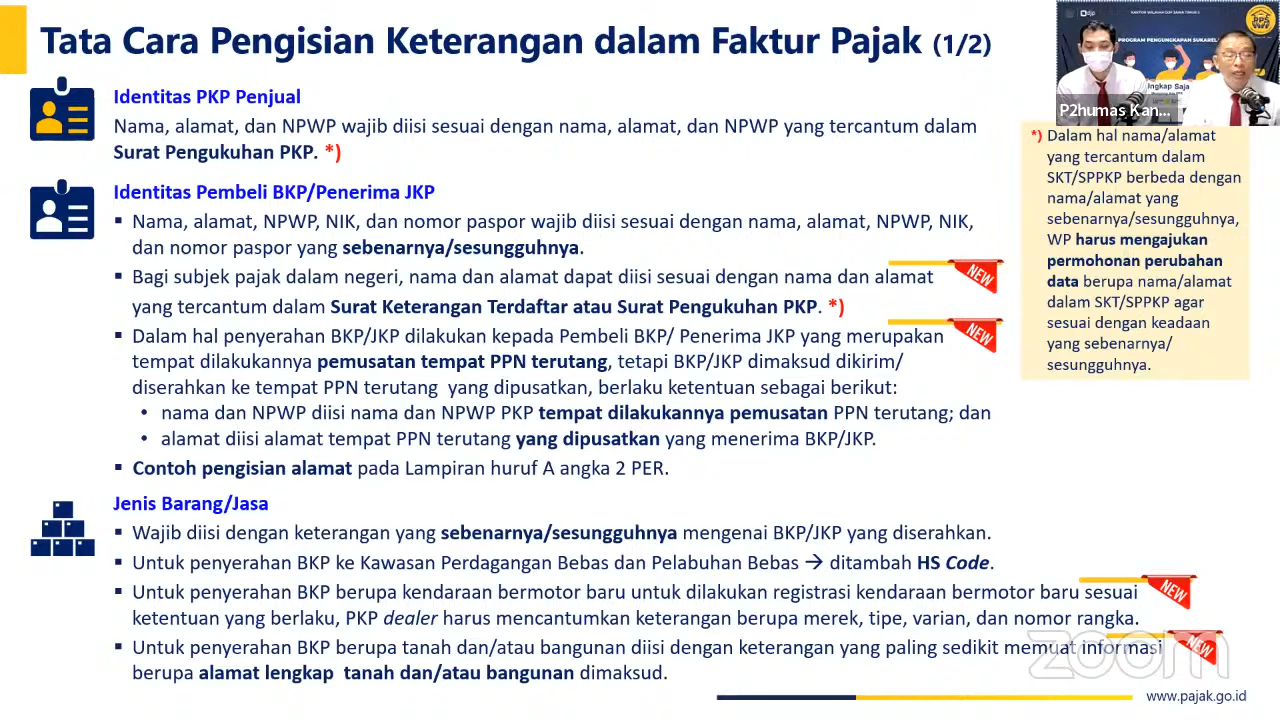 Tata Cara Pengisian Keterangan dalam Faktur Pajak (1/2)
Identitas PKP Penjual
Nama, alamat, dan NPWP wajib diisi sesuai dengan nama, alamat, dan NPWP yang tercantum dalam
Surat Pengukuhan PKP. *)
Identitas Pembeli BKP/Penerima JKP
▪ Nama, alamat, NPWP, NIK, dan nomor paspor wajib diisi sesuai dengan nama, alamat, NPWP, NIK,
dan nomor paspor yang sebenarnya/sesungguhnya.
▪ Bagi subjek pajak dalam negeri, nama dan alamat dapat diisi sesuai dengan nama dan alamat
NEW
yang tercantum dalam Surat Keterangan Terdaftar atau Surat Pengukuhan PKP. *)
▪ Dalam hal penyerahan BKP/JKP dilakukan kepada Pembeli BKP/ Penerima JKP yang merupakan
NEW
tempat dilakukannya pemusatan tempat PPN terutang, tetapi BKP/JKP dimaksud dikirim/
diserahkan ke tempat PPN terutang yang dipusatkan, berlaku ketentuan sebagai berikut:
• nama dan NPWP diisi nama dan NPWP PKP tempat dilakukannya pemusatan PPN terutang; dan
• alamat diisi alamat tempat PPN terutang yang dipusatkan yang menerima BKP/JKP.
▪ Contoh pengisian alamat pada Lampiran huruf A angka 2 PER.
Jenis Barang/Jasa
▪ Wajib diisi dengan keterangan yang sebenarnya/sesungguhnya mengenai BKP/JKP yang diserahkan.
▪ Untuk penyerahan BKP ke Kawasan Perdagangan Bebas dan Pelabuhan Bebas → ditambah HS Code.
▪ Untuk penyerahan BKP berupa kendaraan bermotor baru untuk dilakukan registrasi kendaraan bermotor baru sesuai
NEW
ketentuan yang berlaku, PKP dealer harus mencantumkan keterangan berupa merek, tipe, varian, dan nomor rangka.
▪ Untuk penyerahan BKP berupa tanah dan/atau bangunan diisi dengan keterangan yang paling sedikit memuat informasi
NEW
berupa alamat lengkap tanah dan/atau bangunan dimaksud.
*) Dalam hal nama/alamat
yang tercantum dalam
SKT/SPPKP berbeda dengan
nama/alamat yang
sebenarnya/sesungguhnya,
WP harus mengajukan
permohonan perubahan
data berupa nama/alamat
dalam SKT/SPPKP agar
sesuai dengan keadaan
yang sebenarnya/
sesungguhnya.
PROGRAM PENGUNGKAPAN SUKAREL
P2humas Kan...
zoom
www.pajak.go.id